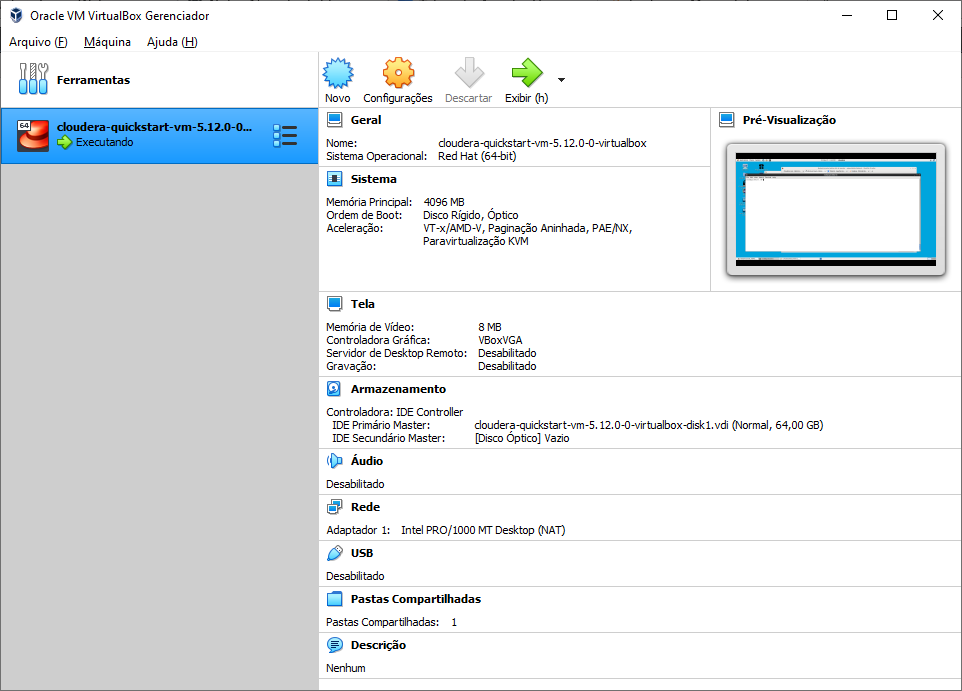 Oracle VM VirtualBox Gerenciador
Arquivo (F) Máquina Ajuda (H)
Ferramentas
Novo Configurações Descartar Exibir (h)
64
cloudera-quickstart-vm-5.12.0-0...
Executando
Geral
Nome: cloudera-quickstart-vm-5.12.0-0-virtualbox
Sistema Operacional: Red Hat (64-bit)
Pré-Visualização
Sistema
Memória Principal: 4096 MB
Ordem de Boot: Disco Rígido, Óptico
Aceleração: VT-x/AMD-V, Paginação Aninhada, PAE/NX,
Paravirtualização KVM
Tela
Memória de Vídeo: 8 MB
Controladora Gráfica: VBoxVGA
Servidor de Desktop Remoto: Desabilitado
Gravação: Desabilitado
Armazenamento
Controladora: IDE Controller
IDE Primário Master: cloudera-quickstart-vm-5.12.0-0-virtualbox-disk1.vdi (Normal, 64,00 GB)
IDE Secundário Master: [Disco Óptico] Vazio
Áudio
Desabilitado
Rede
Adaptador 1: Intel PRO/1000 MT Desktop (NAT)
USB
Desabilitado
Pastas Compartilhadas
Pastas Compartilhadas: 1
Descrição
Nenhum